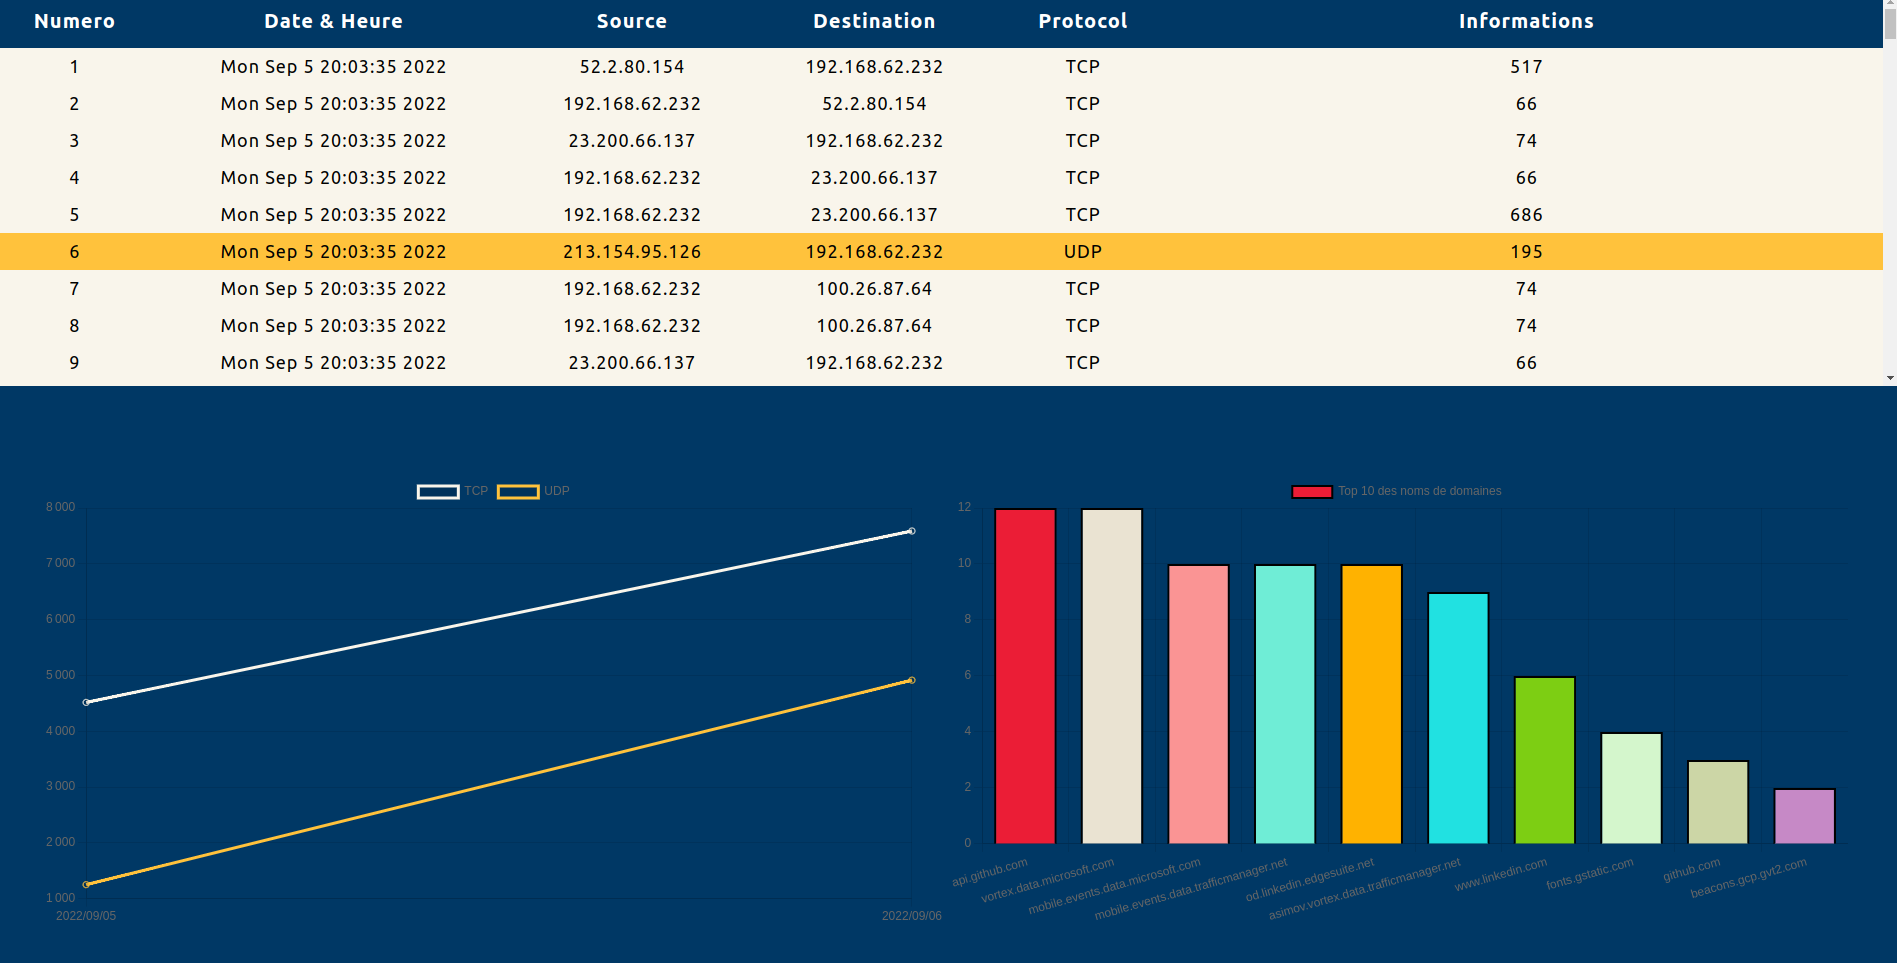 Numero Date & Heure Source Destination Protocol Informations
1 Mon Sep 5 20:03:35 2022 52.2.80.154 192.168.62.232 TCP 517
2 Mon Sep 5 20:03:35 2022 192.168.62.232 52.2.80.154 TCP 66
3 Mon Sep 5 20:03:35 2022 23.200.66.137 192.168.62.232 TCP 74
4 Mon Sep 5 20:03:35 2022 192.168.62.232 23.200.66.137 TCP 66
5 Mon Sep 5 20:03:35 2022 192.168.62.232 23.200.66.137 TCP 686
6 Mon Sep 5 20:03:35 2022 213.154.95.126 192.168.62.232 UDP 195
7 Mon Sep 5 20:03:35 2022 192.168.62.232 100.26.87.64 TCP 74
8 Mon Sep 5 20:03:35 2022 192.168.62.232 100.26.87.64 TCP 74
9 Mon Sep 5 20:03:35 2022 23.200.66.137 192.168.62.232 TCP 66
TCP UDP
8 000
7 000
6 000
5 000
4 000
3 000
2 000
1 000
2022/09/05 2022/09/06
Top 10 des noms de domaines
12
10
8
6
4
2
0
api.github.com
vortex.data.microsoft.com
mobile.events.data.microsoft.com
mobile.events.data.trafficmanager.net
od.linkedin.edgesuite.net
asimov.vortex.data.trafficmanager.net
www.linkedin.com
fonts.gstatic.com
github.com
beacons.gcp.gvt2.com